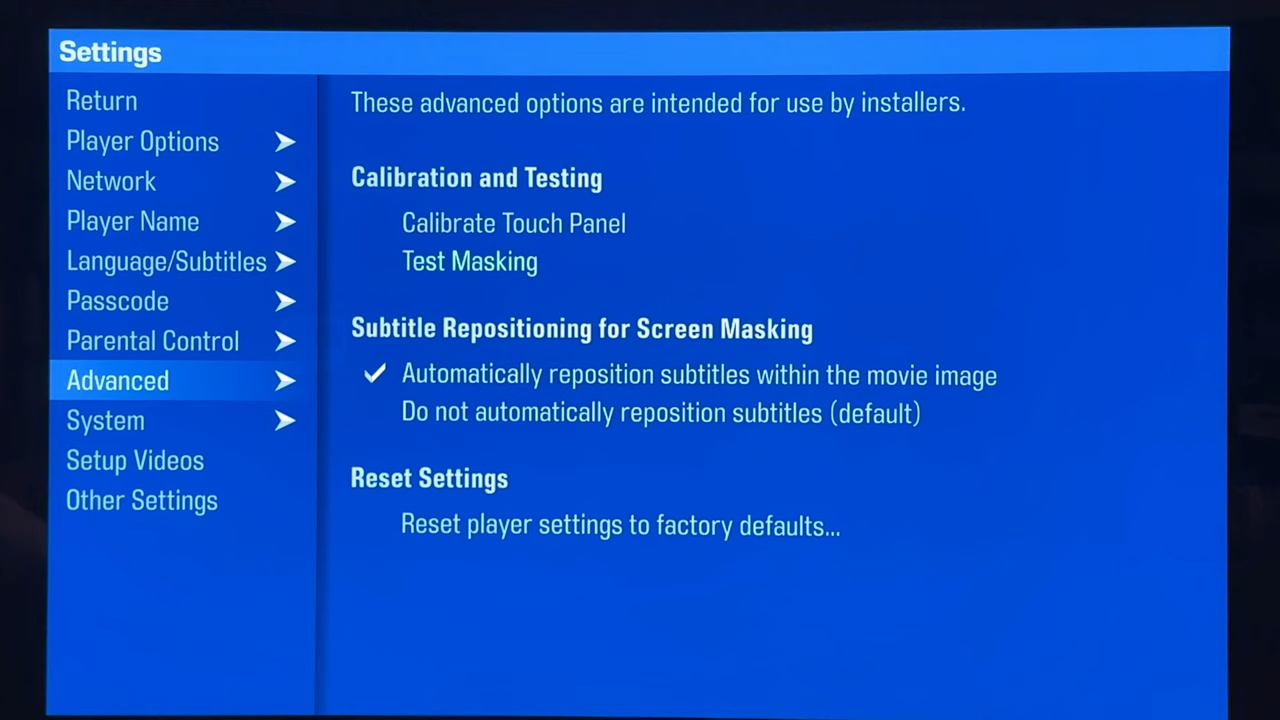 Settings
Return
Player Options
Network
Player Name
Language/Subtitles
Passcode
Parental Control
Advanced
System
Setup Videos
Other Settings
These advanced options are intended for use by installers.
Calibration and Testing
Calibrate Touch Panel
Test Masking
Subtitle Repositioning for Screen Masking
Automatically reposition subtitles within the movie image
Do not automatically reposition subtitles (default)
Reset Settings
Reset player settings to factory defaults...